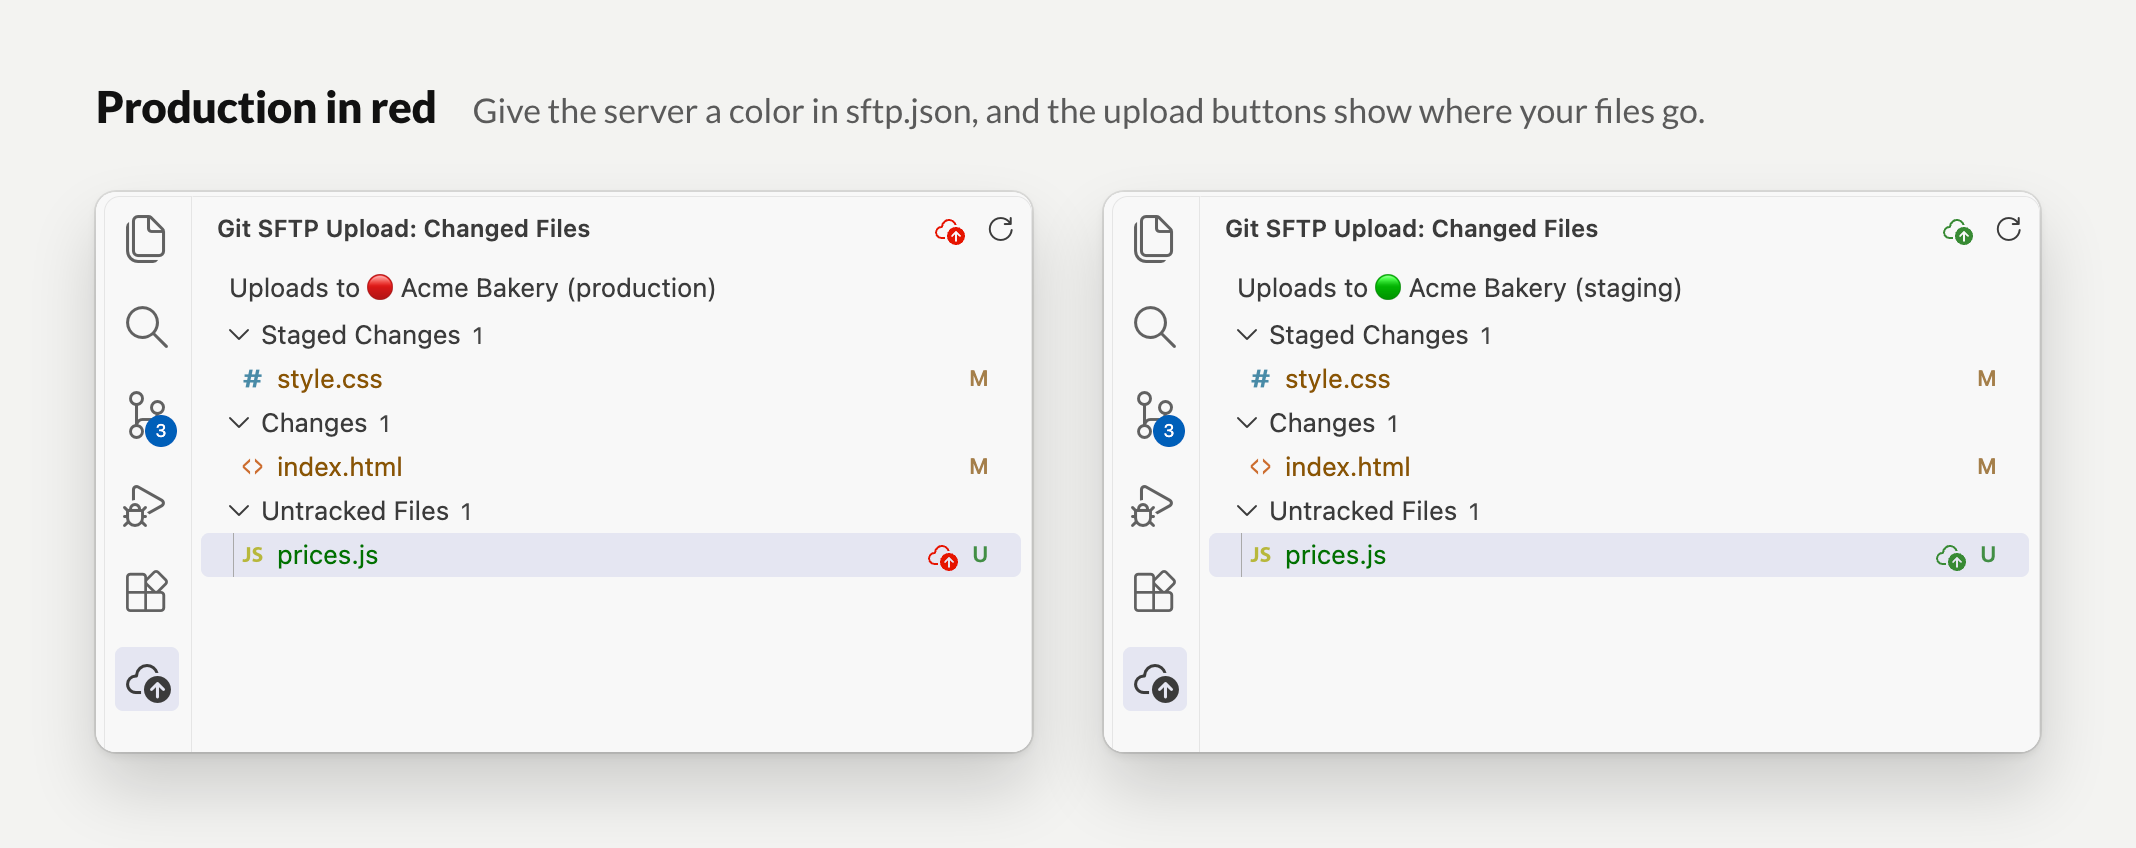 Production in red Give the server a color in sftp.json, and the upload buttons show where your files go.
Git SFTP Upload: Changed Files
Uploads to 🔴 Acme Bakery (production)
Staged Changes 1
# style.css M
Changes 1
<> index.html M
Untracked Files 1
JS prices.js U
3
Git SFTP Upload: Changed Files
Uploads to 🟢 Acme Bakery (staging)
Staged Changes 1
# style.css M
Changes 1
<> index.html M
Untracked Files 1
JS prices.js U
3